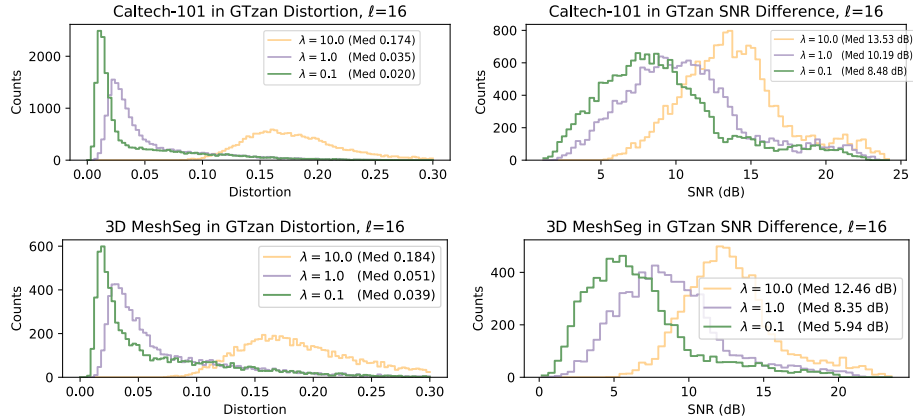 Caltech-101 in GTzan Distortion, ℓ=16
Counts
2000
1000
0
λ = 10.0 (Med 0.174)
λ = 1.0 (Med 0.035)
λ = 0.1 (Med 0.020)
0.00 0.05 0.10 0.15 0.20 0.25 0.30
Distortion
Caltech-101 in GTzan SNR Difference, ℓ=16
Counts
800
600
400
200
0
λ = 10.0 (Med 13.53 dB)
λ = 1.0 (Med 10.19 dB)
λ = 0.1 (Med 8.48 dB)
5 10 15 20 25
SNR (dB)
3D MeshSeg in GTzan Distortion, ℓ=16
Counts
600
400
200
0
λ = 10.0 (Med 0.184)
λ = 1.0 (Med 0.051)
λ = 0.1 (Med 0.039)
0.00 0.05 0.10 0.15 0.20 0.25 0.30
Distortion
3D MeshSeg in GTzan SNR Difference, ℓ=16
Counts
400
200
0
λ = 10.0 (Med 12.46 dB)
λ = 1.0 (Med 8.35 dB)
λ = 0.1 (Med 5.94 dB)
0 5 10 15 20
SNR (dB)